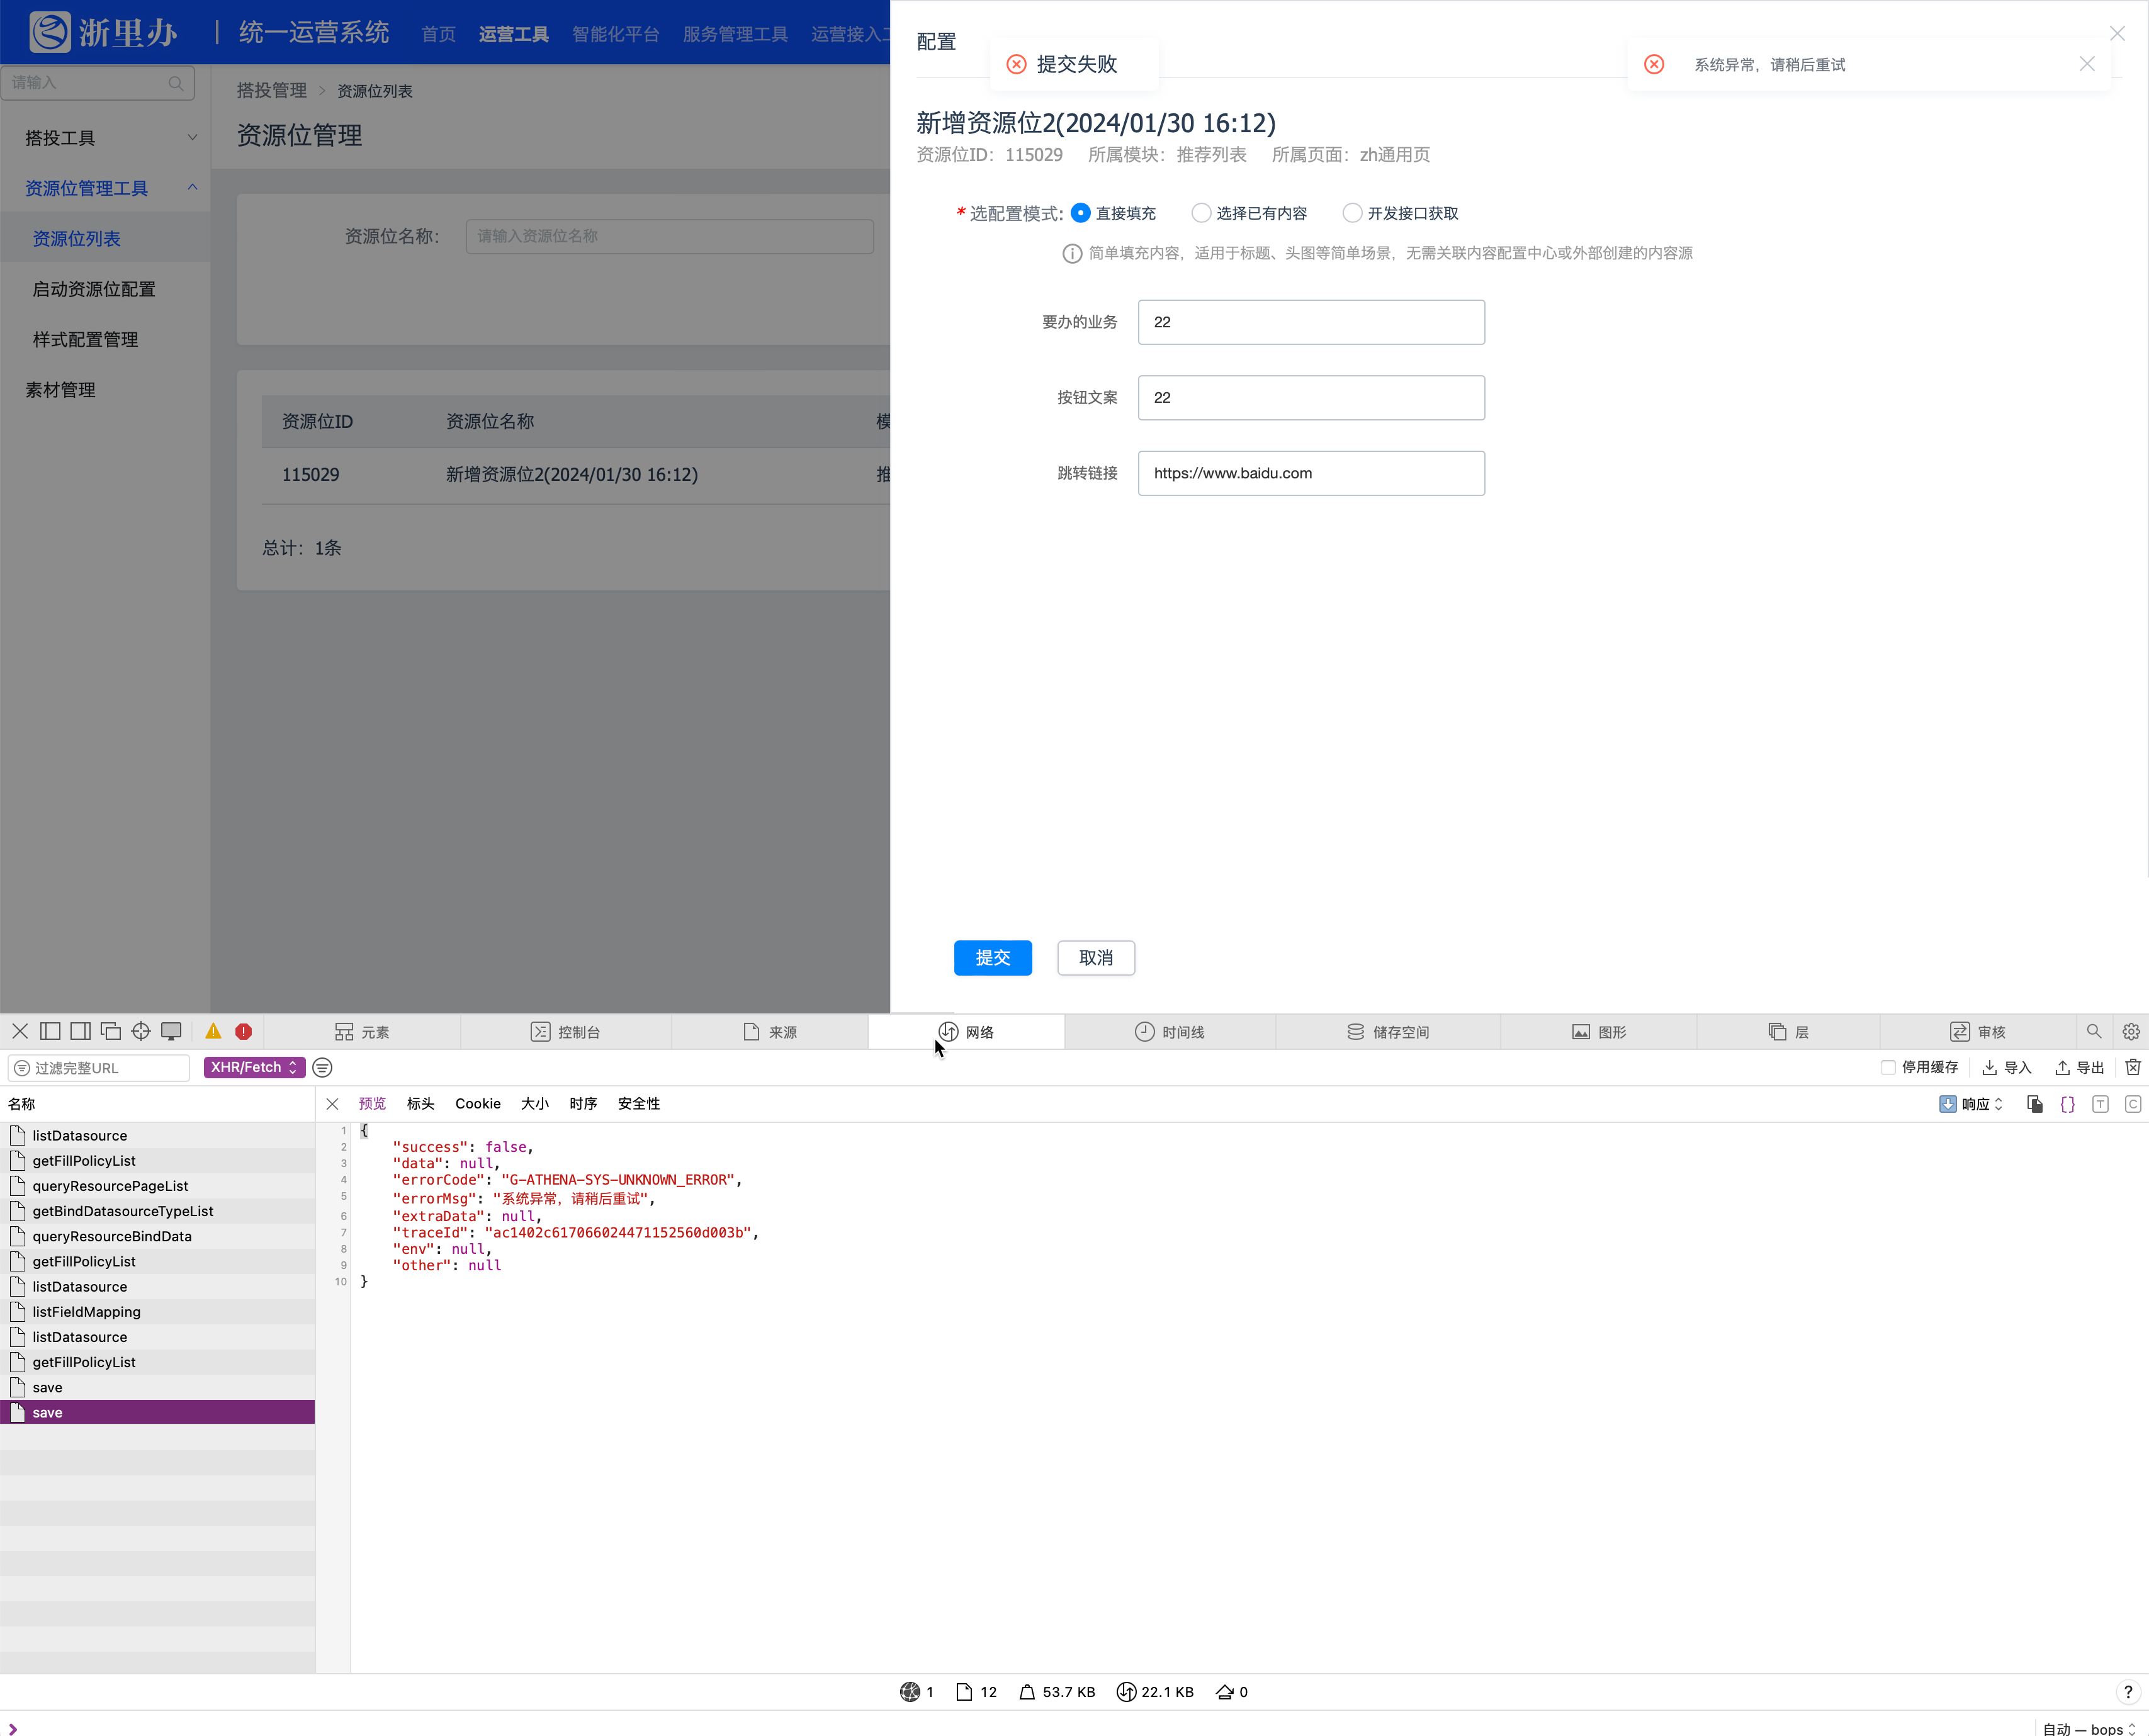 浙里办
统一运营系统
首页 运营工具 智能化平台 服务管理工具 运营接入工
请输入
搭投工具
资源位管理工具
资源位列表
启动资源位配置
样式配置管理
素材管理
搭投管理 > 资源位列表
资源位管理
资源位名称: 请输入资源位名称
资源位ID 资源位名称 模
115029 新增资源位2(2024/01/30 16:12) 推
总计: 1条
配置
提交失败
系统异常，请稍后重试
新增资源位2(2024/01/30 16:12)
资源位ID: 115029 所属模块: 推荐列表 所属页面: zh通用页
* 选配置模式: 直接填充 选择已有内容 开发接口获取
简单填充内容，适用于标题、头图等简单场景，无需关联内容配置中心或外部创建的内容源
要办的业务 22
按钮文案 22
跳转链接 https://www.baidu.com
提交 取消
元素 控制台 来源 网络 时间线 储存空间 图形 层 审核
过滤完整URL XHR/Fetch 停用缓存 导入 导出
名称
预览 标头 Cookie 大小 时序 安全性 响应 {} T C
listDatasource
getFillPolicyList
queryResourcePageList
getBindDatasourceTypeList
queryResourceBindData
getFillPolicyList
listDatasource
listFieldMapping
listDatasource
getFillPolicyList
save
save
1 {
2 "success": false,
3 "data": null,
4 "errorCode": "G-ATHENA-SYS-UNKNOWN_ERROR",
5 "errorMsg": "系统异常，请稍后重试",
6 "extraData": null,
7 "traceId": "ac1402c617066024471152560d003b",
8 "env": null,
9 "other": null
10 }
1 12 53.7 KB 22.1 KB 0 ?
自动 — bops